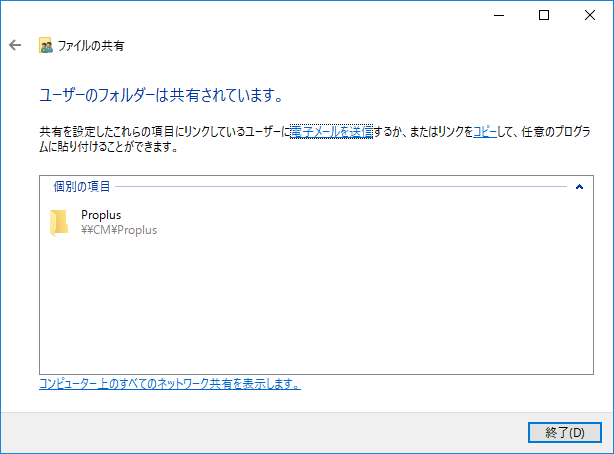 ファイルの共有
ユーザーのフォルダーは共有されています。
共有を設定したこれらの項目にリンクしているユーザーに電子メールを送信するか、またはリンクをコピーして、任意のプログラ
ムに貼り付けることができます。
個別の項目
Proplus
¥¥CM¥Proplus
コンピューター上のすべてのネットワーク共有を表示します。
終了(D)